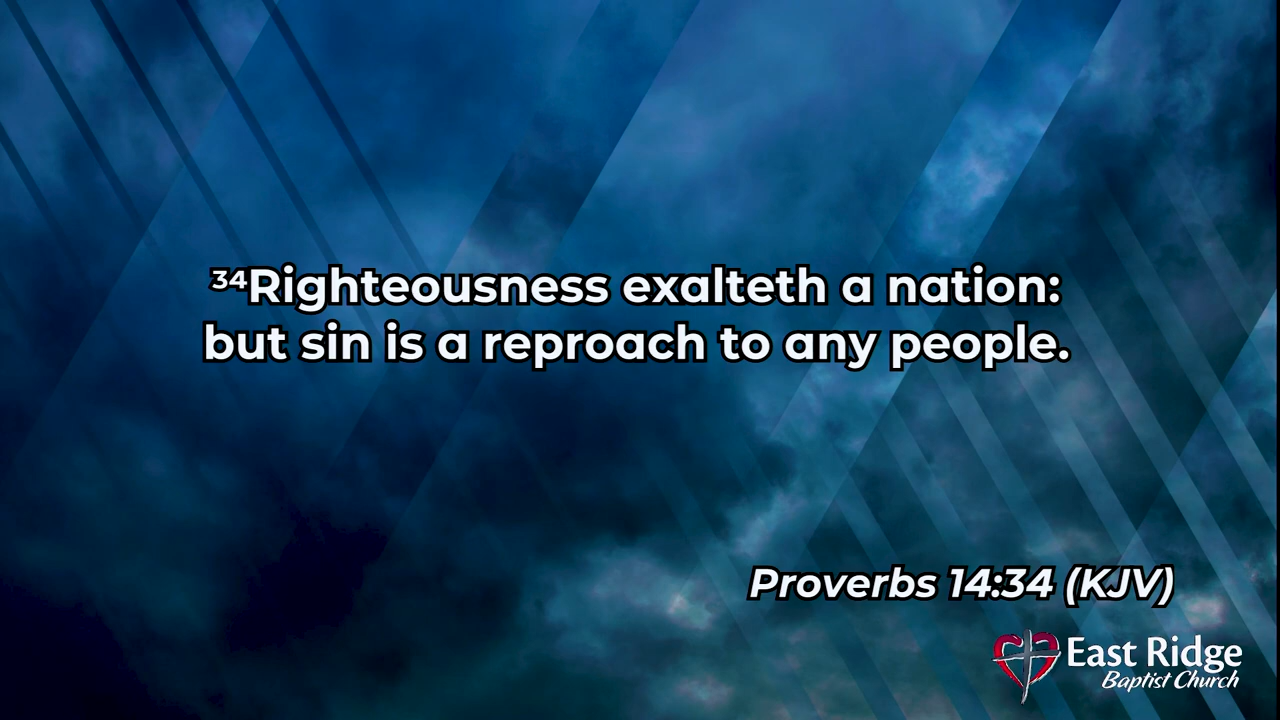 ³⁴Righteousness exalteth a nation:
but sin is a reproach to any people.
Proverbs 14:34 (KJV)
East Ridge
Baptist Church